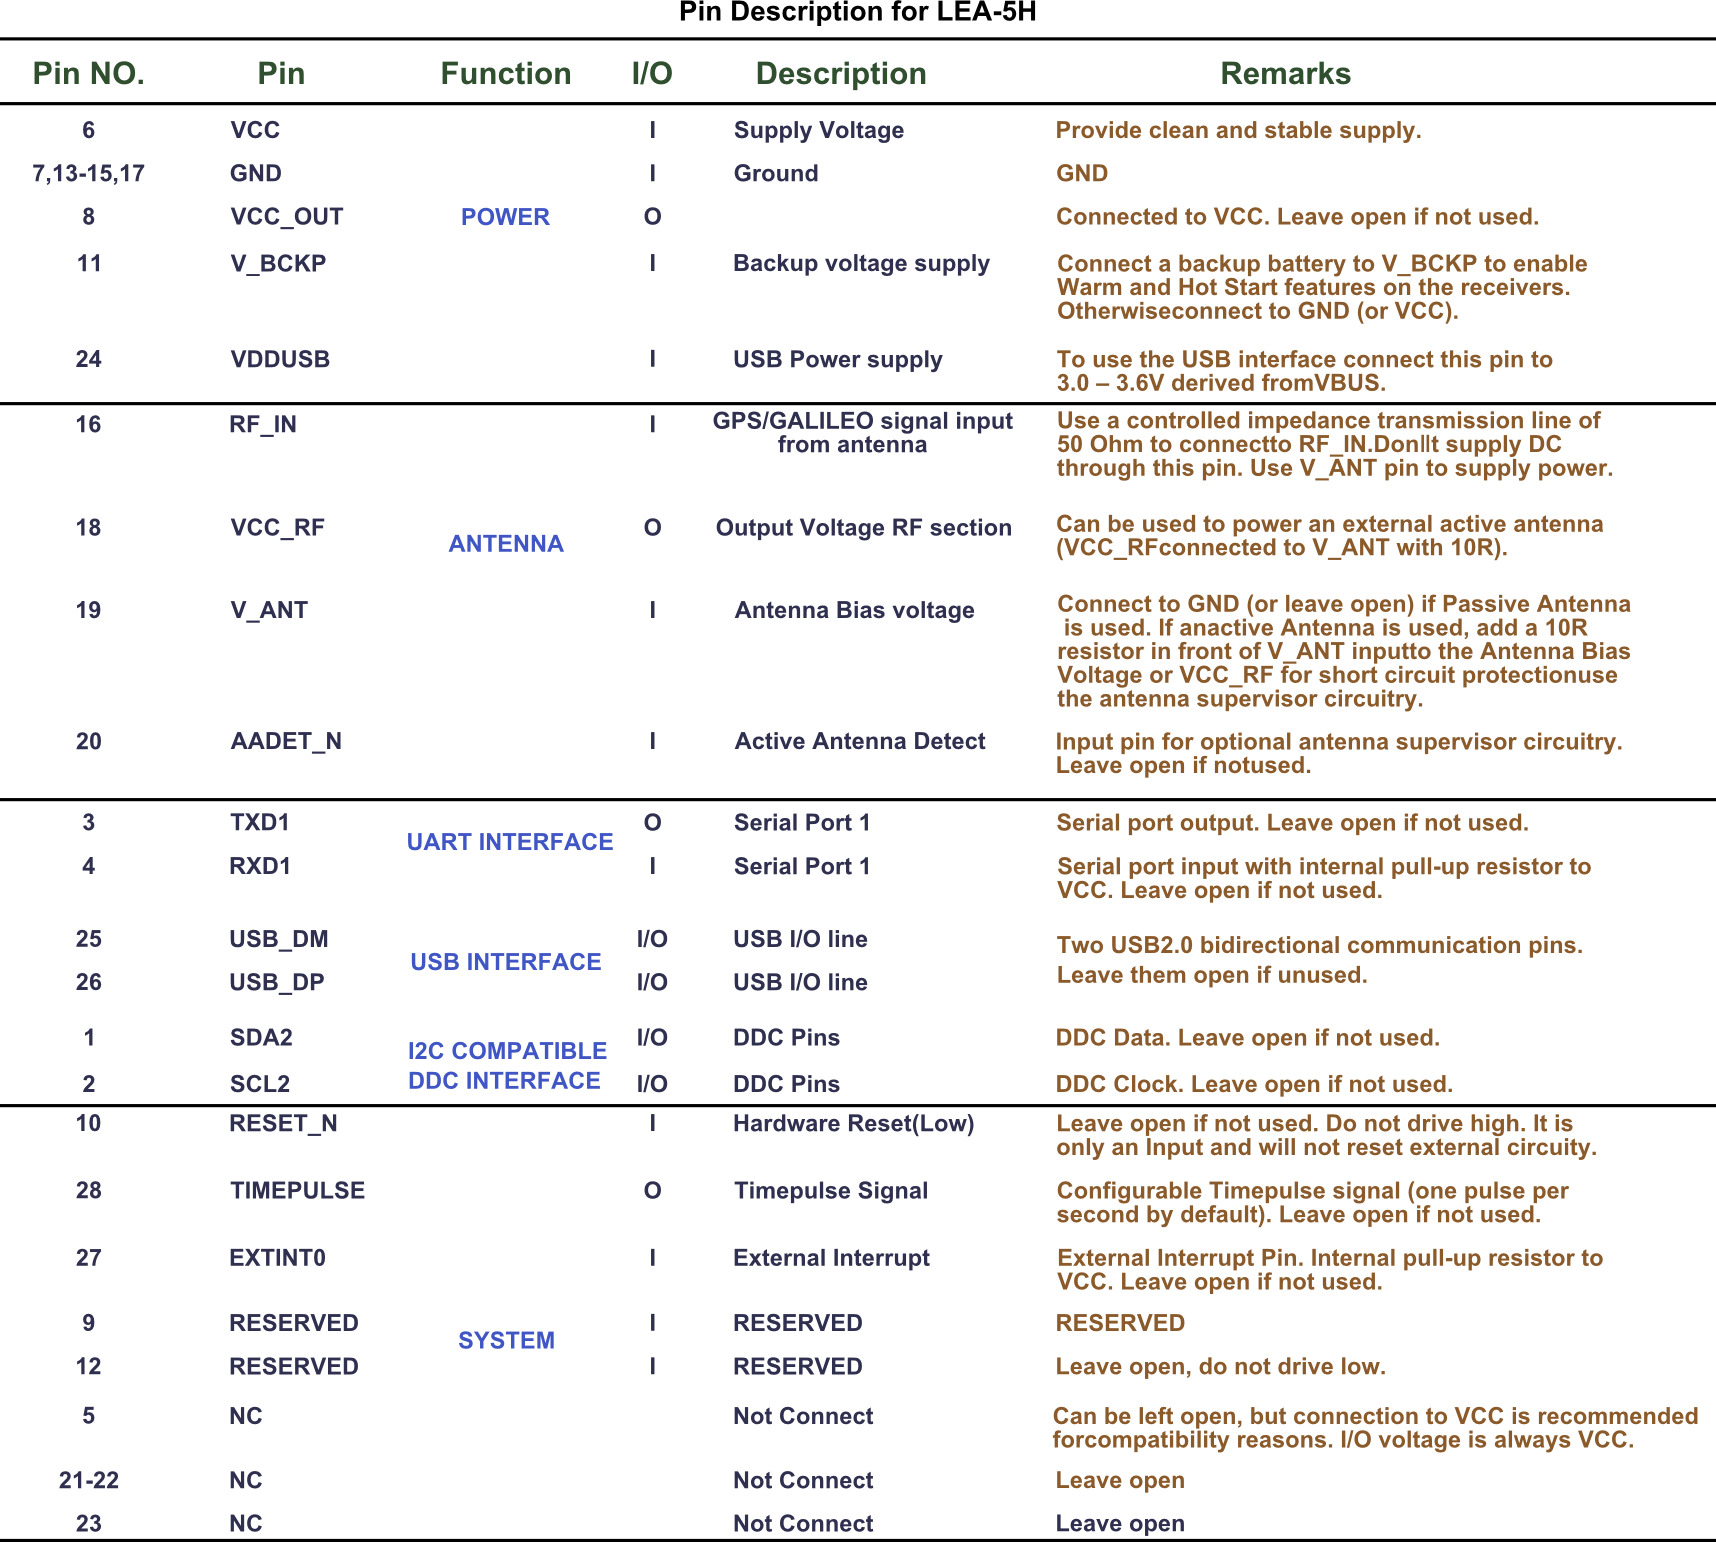 Pin Description for LEA-5H
Pin NO. Pin Function I/O Description Remarks
6 VCC I Supply Voltage Provide clean and stable supply.
7,13-15,17 GND I Ground GND
8 VCC_OUT POWER O Connected to VCC. Leave open if not used.
11 V_BCKP I Backup voltage supply Connect a backup battery to V_BCKP to enable
Warm and Hot Start features on the receivers.
Otherwiseconnect to GND (or VCC).
24 VDDUSB I USB Power supply To use the USB interface connect this pin to
3.0 – 3.6V derived fromVBUS.
16 RF_IN I GPS/GALILEO signal input Use a controlled impedance transmission line of
from antenna 50 Ohm to connectto RF_IN.Don‖t supply DC
through this pin. Use V_ANT pin to supply power.
18 VCC_RF O Output Voltage RF section Can be used to power an external active antenna
ANTENNA (VCC_RFconnected to V_ANT with 10R).
19 V_ANT I Antenna Bias voltage Connect to GND (or leave open) if Passive Antenna
is used. If anactive Antenna is used, add a 10R
resistor in front of V_ANT inputto the Antenna Bias
Voltage or VCC_RF for short circuit protectionuse
the antenna supervisor circuitry.
20 AADET_N I Active Antenna Detect Input pin for optional antenna supervisor circuitry.
Leave open if notused.
3 TXD1 O Serial Port 1 Serial port output. Leave open if not used.
UART INTERFACE
4 RXD1 I Serial Port 1 Serial port input with internal pull-up resistor to
VCC. Leave open if not used.
25 USB_DM I/O USB I/O line Two USB2.0 bidirectional communication pins.
USB INTERFACE
26 USB_DP I/O USB I/O line Leave them open if unused.
1 SDA2 I/O DDC Pins DDC Data. Leave open if not used.
I2C COMPATIBLE
2 SCL2 DDC INTERFACE I/O DDC Pins DDC Clock. Leave open if not used.
10 RESET_N I Hardware Reset(Low) Leave open if not used. Do not drive high. It is
only an Input and will not reset external circuity.
28 TIMEPULSE O Timepulse Signal Configurable Timepulse signal (one pulse per
second by default). Leave open if not used.
27 EXTINT0 I External Interrupt External Interrupt Pin. Internal pull-up resistor to
VCC. Leave open if not used.
9 RESERVED I RESERVED RESERVED
SYSTEM
12 RESERVED I RESERVED Leave open, do not drive low.
5 NC Not Connect Can be left open, but connection to VCC is recommended
forcompatibility reasons. I/O voltage is always VCC.
21-22 NC Not Connect Leave open
23 NC Not Connect Leave open